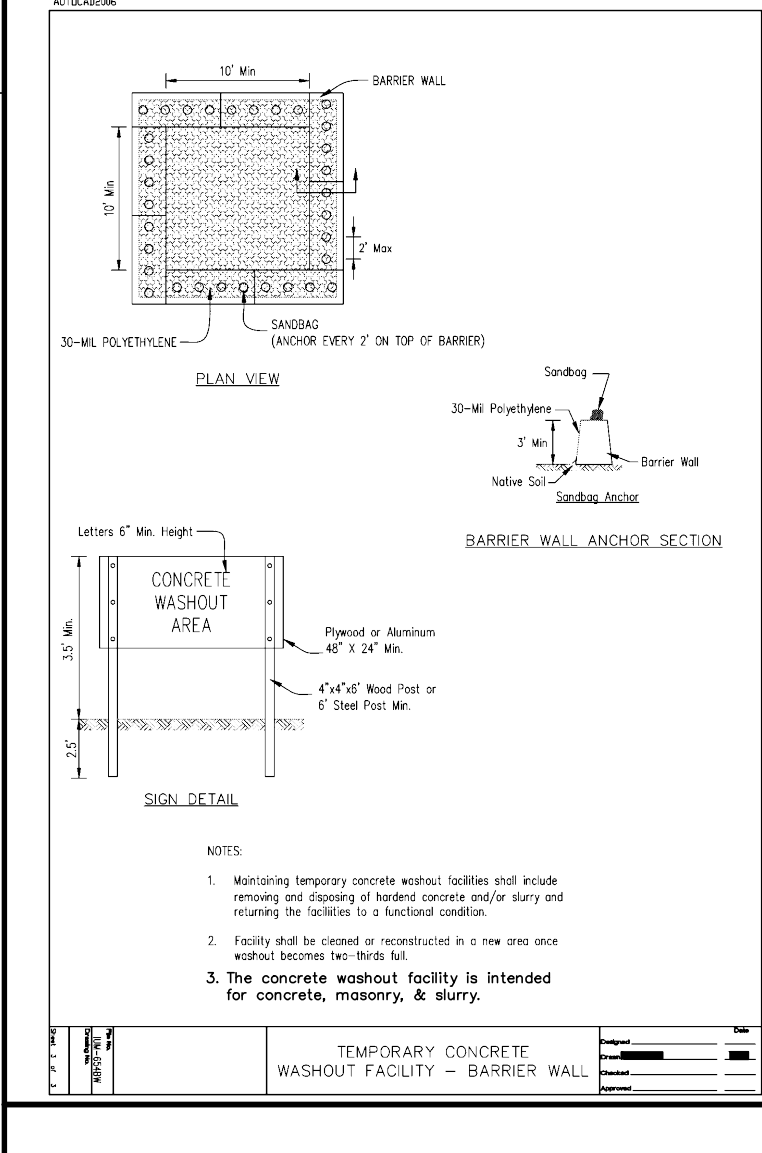 AUTOCAD2006
10' Min
BARRIER WALL
10' Min
2' Max
SANDBAG
(ANCHOR EVERY 2' ON TOP OF BARRIER)
30-MIL POLYETHYLENE
PLAN VIEW
Sandbag
30-Mil Polyethylene
3' Min
Barrier Wall
Native Soil
Sandbag Anchor
BARRIER WALL ANCHOR SECTION
Letters 6" Min. Height
CONCRETE
WASHOUT
AREA
3.5' Min.
Plywood or Aluminum
48" X 24" Min.
4"x4"x6' Wood Post or
6' Steel Post Min.
2.5'
SIGN DETAIL
NOTES:
1. Maintaining temporary concrete washout facilities shall include
removing and disposing of hardend concrete and/or slurry and
returning the faciliities to a functional condition.
2. Facility shall be cleaned or reconstructed in a new area once
washout becomes two-thirds full.
3. The concrete washout facility is intended
for concrete, masonry, & slurry.
Sheet 3 of 3
Drawing No.
File No.
IUM-654BW
TEMPORARY CONCRETE
WASHOUT FACILITY - BARRIER WALL
Date
Designed
Drawn
Checked
Approved